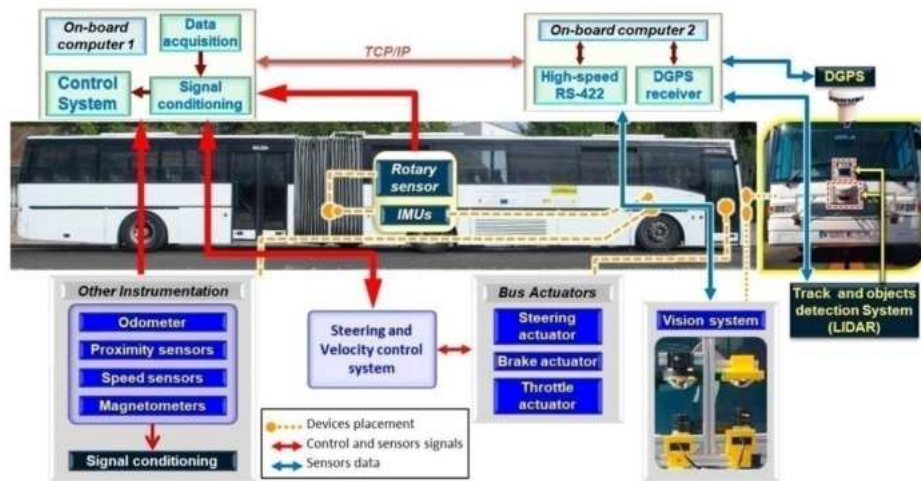 On-board
computer 1
Data
acquisition
Control
System
Signal
conditioning
TCP/IP
On-board computer 2
High-speed
RS-422
DGPS
receiver
DGPS
Rotary
sensor
IMUs
Other Instrumentation
Odometer
Proximity sensors
Speed sensors
Magnetometers
Signal conditioning
Steering and
Velocity control
system
Bus Actuators
Steering
actuator
Brake actuator
Throttle
actuator
Vision system
Track and objects
detection System
(LIDAR)
Devices placement
Control and sensors signals
Sensors data